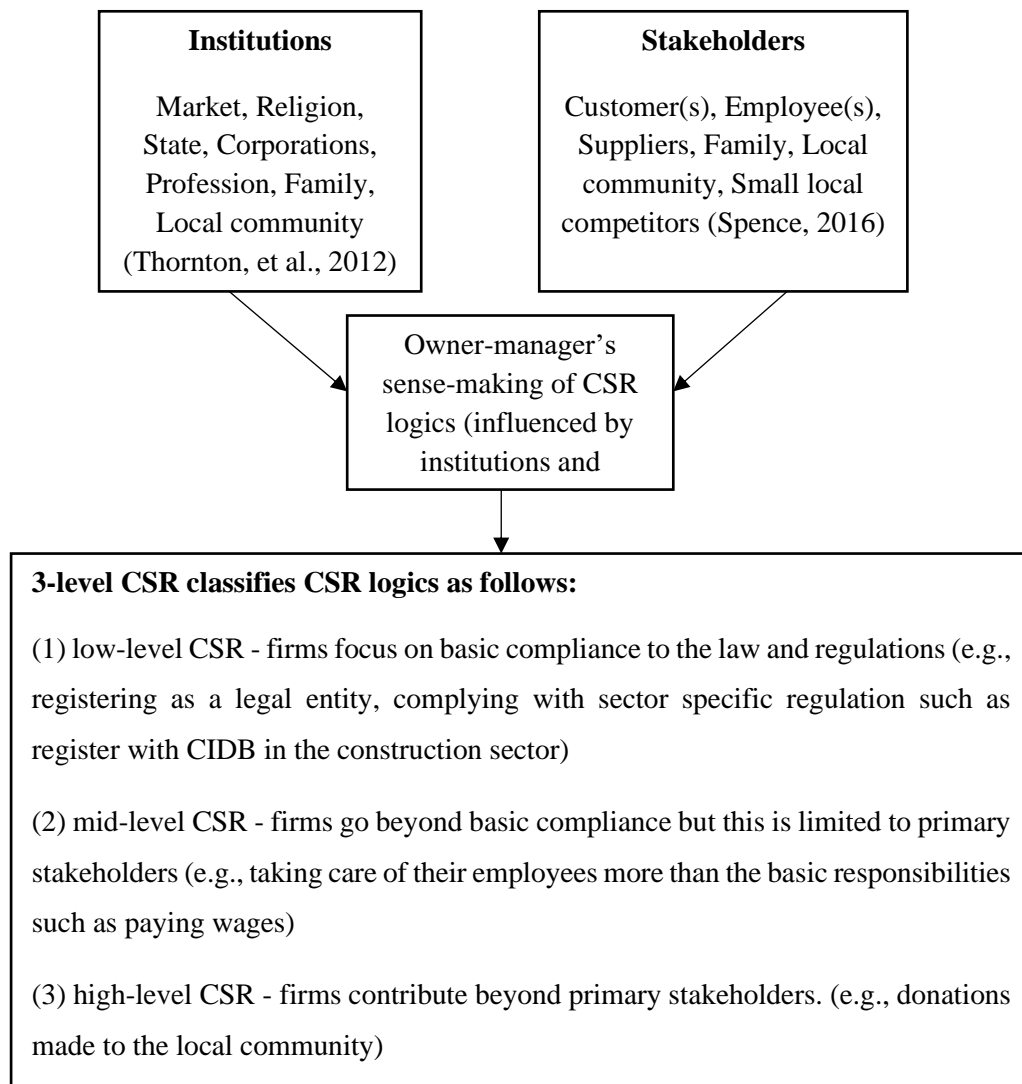 Institutions
Market, Religion,
State, Corporations,
Profession, Family,
Local community
(Thornton, et al., 2012)
Stakeholders
Customer(s), Employee(s),
Suppliers, Family, Local
community, Small local
competitors (Spence, 2016)
Owner-manager’s
sense-making of CSR
logics (influenced by
institutions and
3-level CSR classifies CSR logics as follows:
(1) low-level CSR - firms focus on basic compliance to the law and regulations (e.g.,
registering as a legal entity, complying with sector specific regulation such as
register with CIDB in the construction sector)
(2) mid-level CSR - firms go beyond basic compliance but this is limited to primary
stakeholders (e.g., taking care of their employees more than the basic responsibilities
such as paying wages)
(3) high-level CSR - firms contribute beyond primary stakeholders. (e.g., donations
made to the local community)